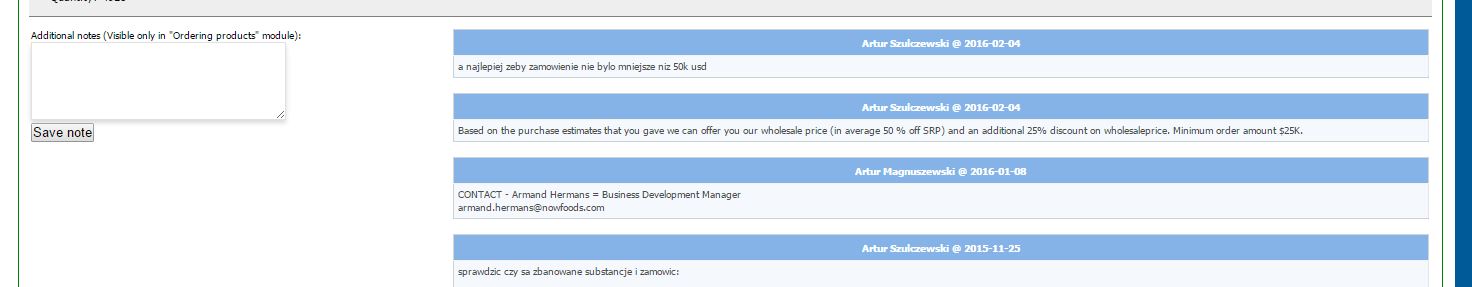 Additional notes (Visible only in "Ordering products" module):
Save note
Artur Szulczewski @ 2016-02-04
a najlepiej zeby zamowienie nie bylo mniejsze niz 50k usd
Artur Szulczewski @ 2016-02-04
Based on the purchase estimates that you gave we can offer you our wholesale price (in average 50 % off SRP) and an additional 25% discount on wholesaleprice. Minimum order amount $25K.
Artur Magnuszewski @ 2016-01-08
CONTACT - Armand Hermans = Business Development Manager
armand.hermans@nowfoods.com
Artur Szulczewski @ 2015-11-25
sprawdzic czy sa zbanowane substancje i zamowic: